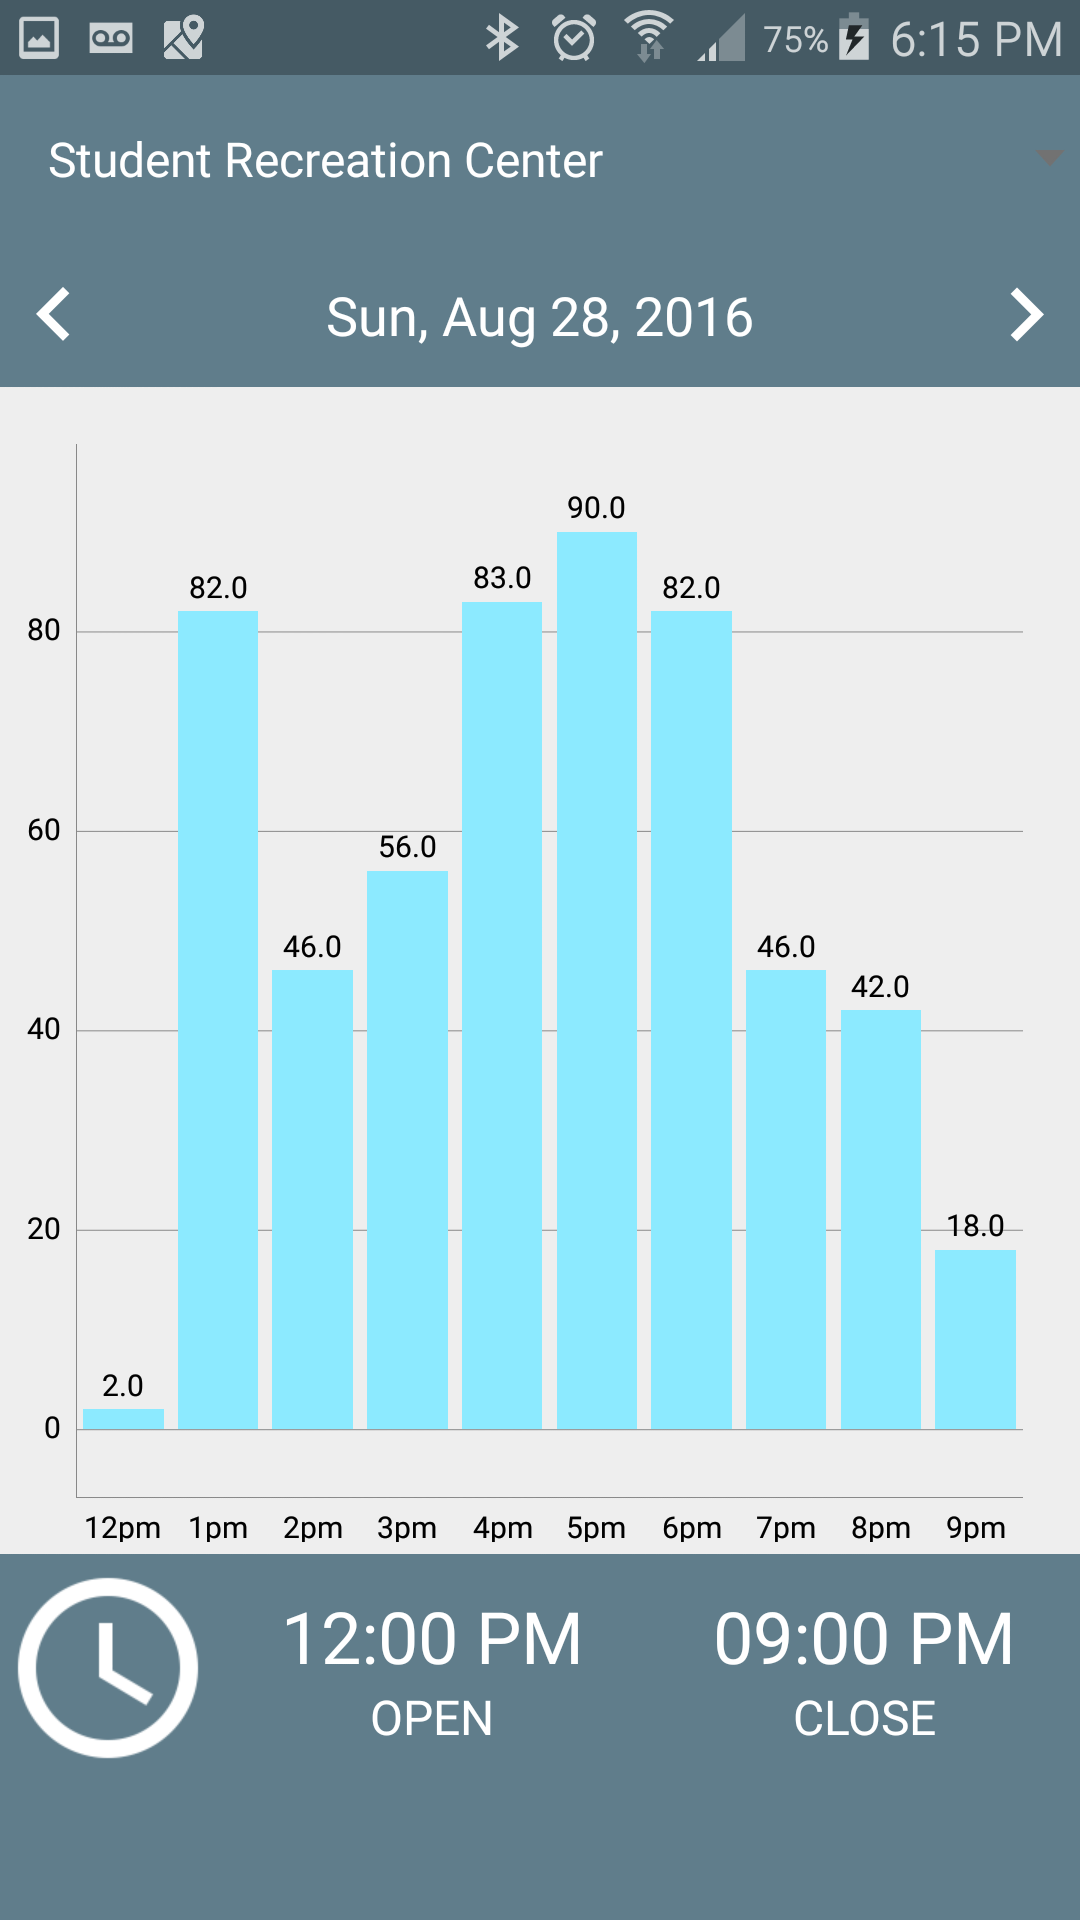 75% 6:15 PM
Student Recreation Center
Sun, Aug 28, 2016
90.0
83.0
82.0
82.0
80
60
56.0
46.0
46.0
42.0
40
20
18.0
2.0
0
12pm 1pm 2pm 3pm 4pm 5pm 6pm 7pm 8pm 9pm
12:00 PM 09:00 PM
OPEN CLOSE